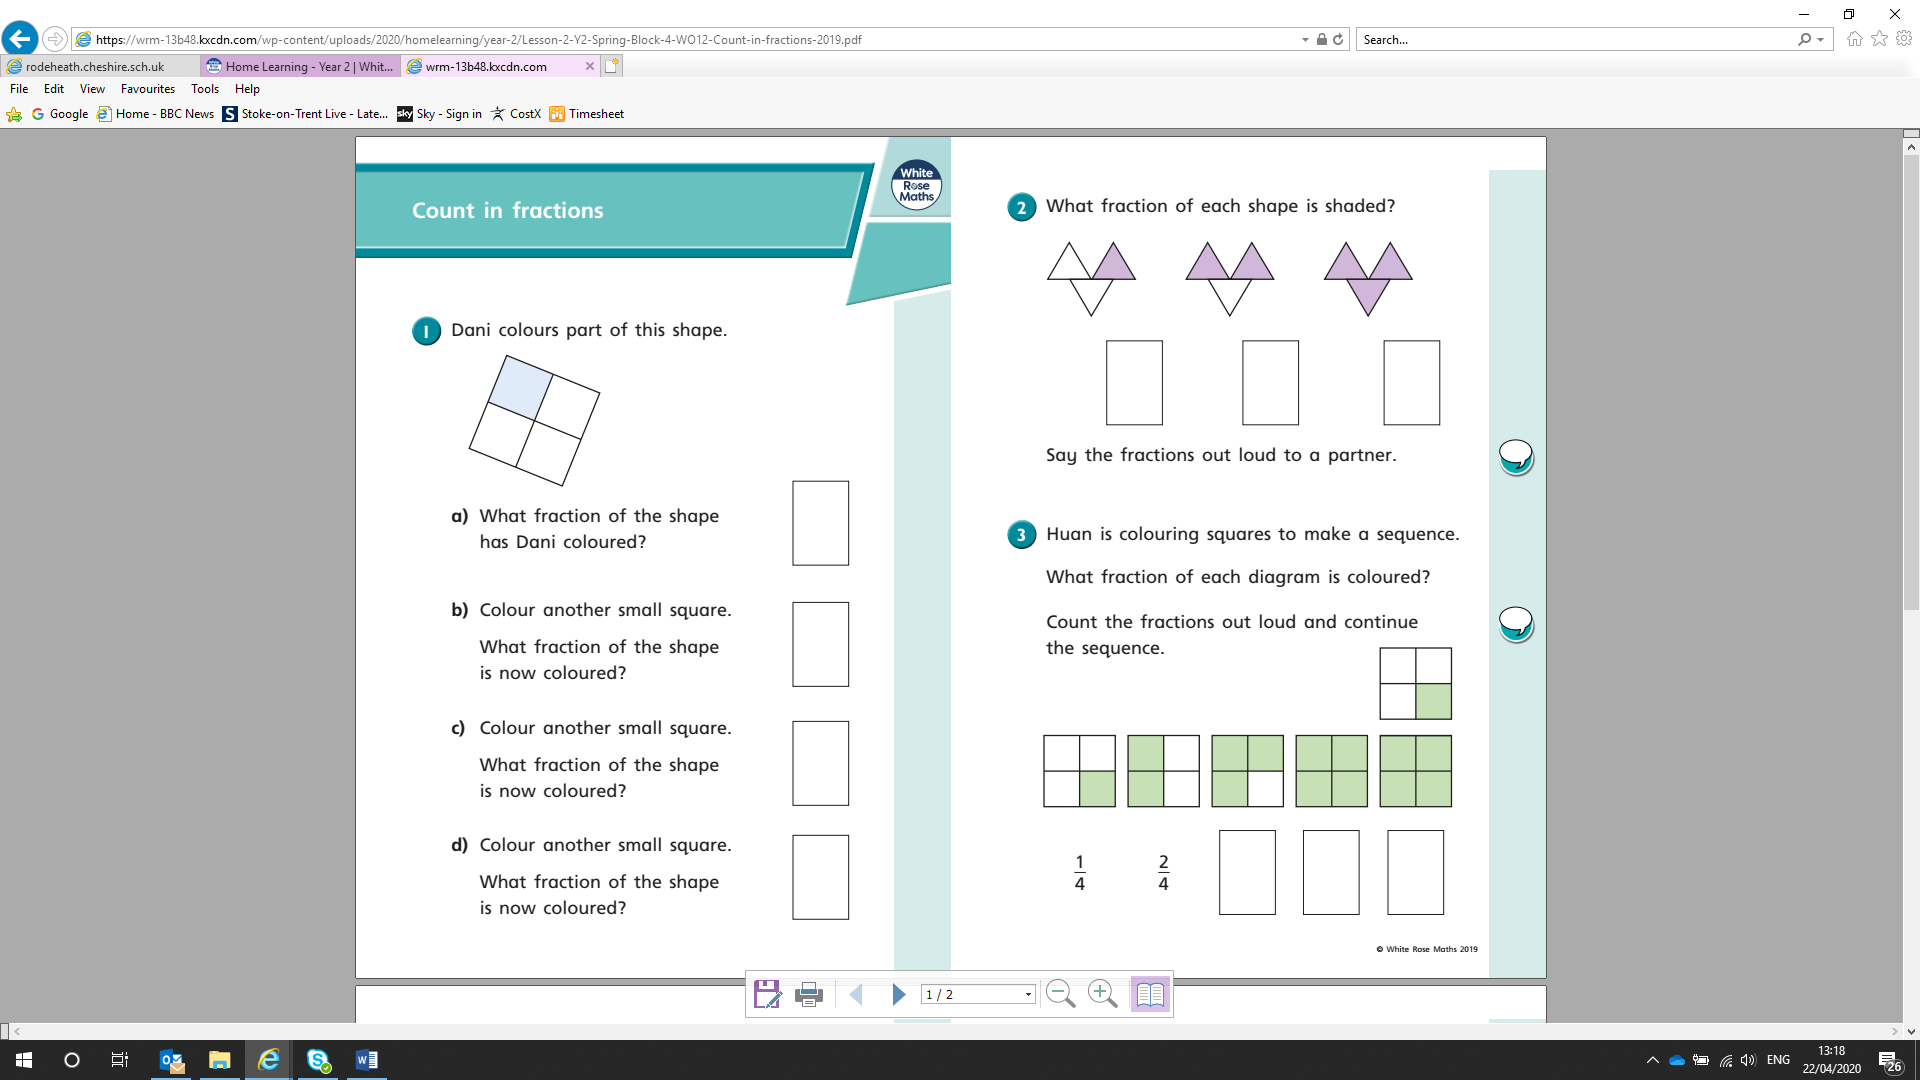 https://wrm-13b48.kxcdn.com/wp-content/uploads/2020/homelearning/year-2/Lesson-2-Y2-Spring-Block-4-WO12-Count-in-fractions-2019.pdf
Search...
rodeheath.cheshire.sch.uk
Home Learning - Year 2 | Whit...
wrm-13b48.kxcdn.com
File Edit View Favourites Tools Help
Google
Home - BBC News
S
Stoke-on-Trent Live - Late...
sky
Sky - Sign in
CostX
Timesheet
Count in fractions
White
Rose
Maths
1 Dani colours part of this shape.
a) What fraction of the shape
has Dani coloured?
b) Colour another small square.
What fraction of the shape
is now coloured?
c) Colour another small square.
What fraction of the shape
is now coloured?
d) Colour another small square.
What fraction of the shape
is now coloured?
2 What fraction of each shape is shaded?
Say the fractions out loud to a partner.
3 Huan is colouring squares to make a sequence.
What fraction of each diagram is coloured?
Count the fractions out loud and continue
the sequence.
1 2
4 4
© White Rose Maths 2019
1 / 2
ENG
13:18
22/04/2020
26